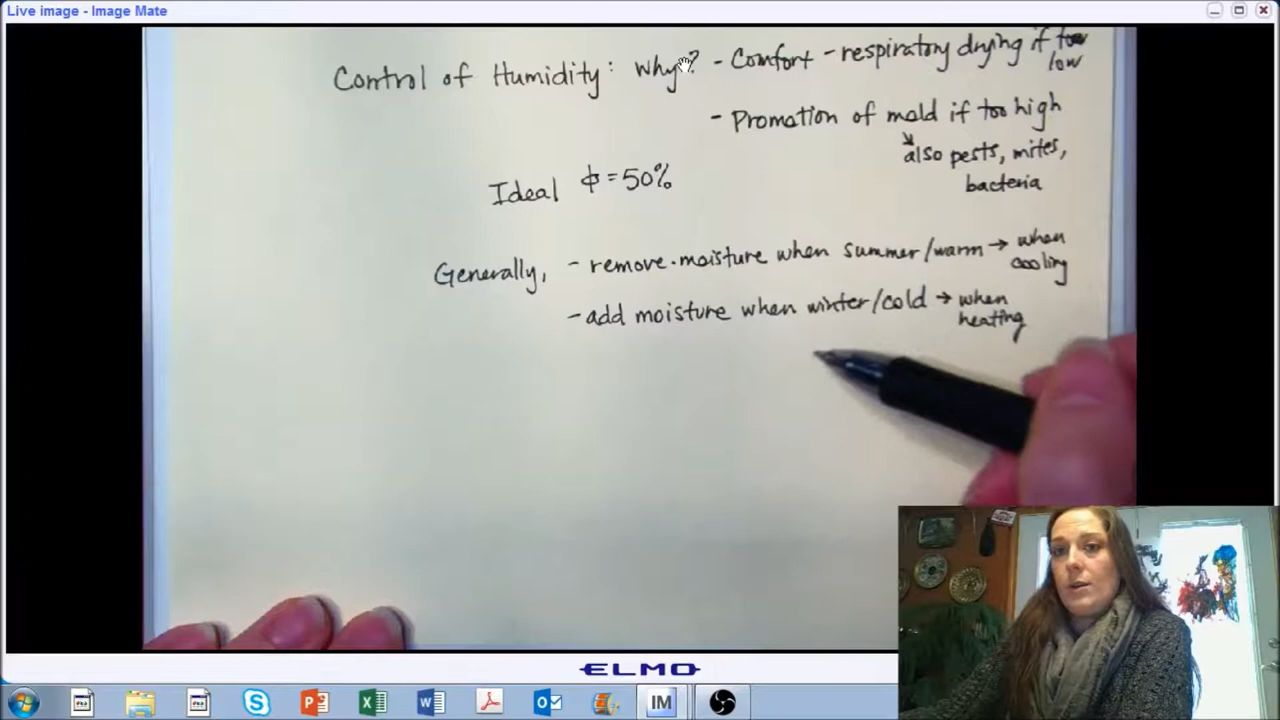 Live image - Image Mate
Control of Humidity: Why? - Comfort - respiratory drying if too low
- Promotion of mold if too high
also pests, mites,
bacteria
Ideal ϕ = 50%
Generally, - remove moisture when summer/warm → when cooling
- add moisture when winter/cold → when heating
ELMO
IM